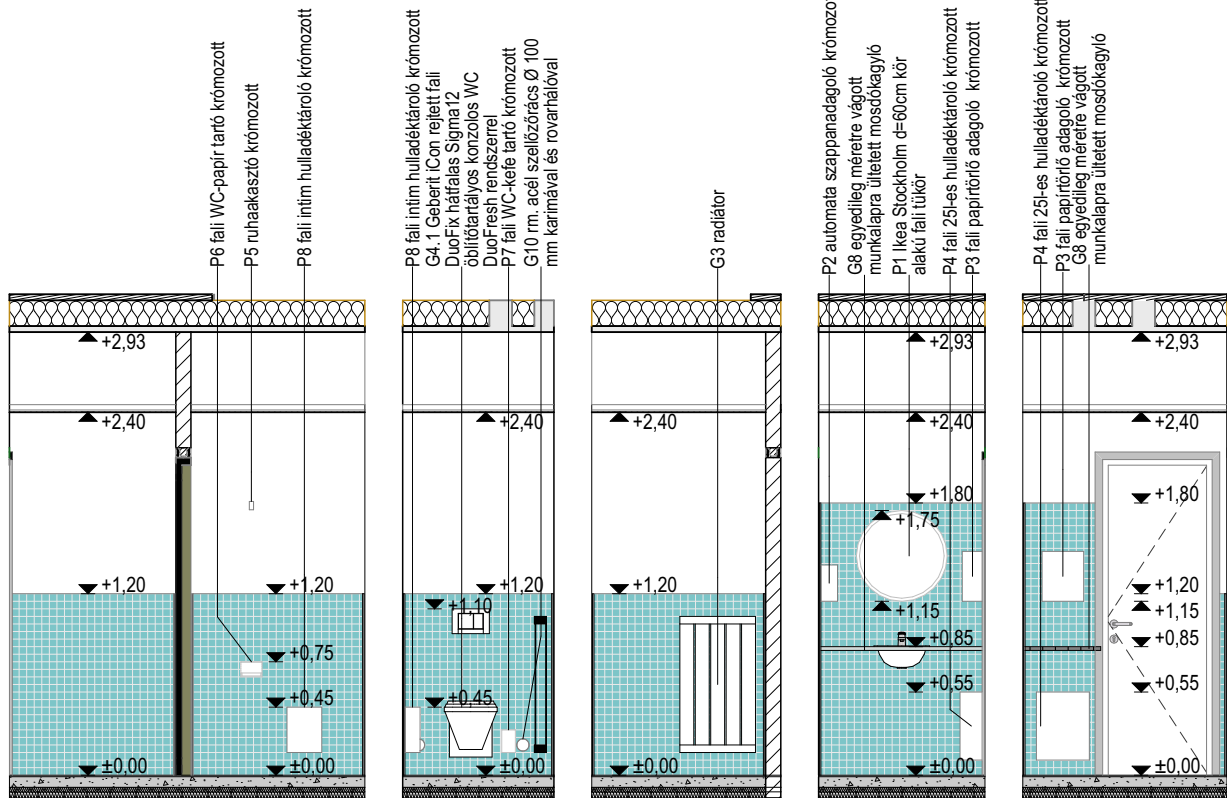 P6 fali WC-papír tartó krómozott
P5 ruhaakasztó krómozott
P8 fali intim hulladéktároló krómozott
+2,93
+2,40
+1,20
+1,20
+0,75
+0,45
±0,00
±0,00
P8 fali intim hulladéktároló krómozott
G4.1 Geberit iCon rejtett fali
DuoFix hátfalas Sigma12
öblítőtartályos konzolos WC
DuoFresh rendszerrel
P7 fali WC-kefe tartó krómozott
G10 rm. acél szellőzőrács Ø 100
mm karimával és rovarhálóval
+2,40
+1,20
+1,10
+0,45
±0,00
G3 radiátor
+2,40
+1,20
±0,00
P2 automata szappanadagoló krómozott
G8 egyedileg méretre vágott
munkalapra ültetett mosdókagyló
P1 Ikea Stockholm d=60cm kör
alakú fali tükör
P4 fali 25l-es hulladéktároló krómozott
P3 fali papírtörlő adagoló krómozott
+2,93
+2,40
+1,80
+1,75
+1,15
+0,85
+0,55
±0,00
P4 fali 25l-es hulladéktároló krómozott
P3 fali papírtörlő adagoló krómozott
G8 egyedileg méretre vágott
munkalapra ültetett mosdókagyló
+2,93
+2,40
+1,80
+1,20
+1,15
+0,85
+0,55
±0,00